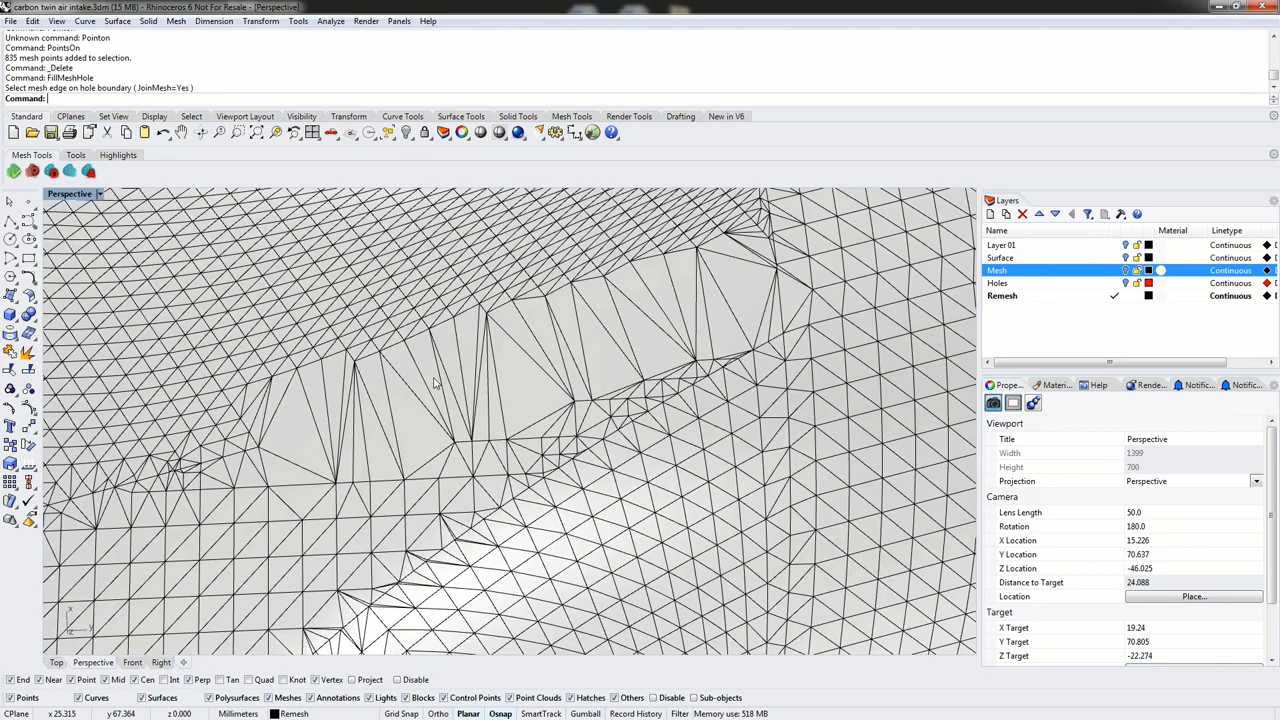 carbon twin air intake.3dm (15 MB) - Rhinoceros 6 Not For Resale - [Perspective]
File Edit View Curve Surface Solid Mesh Dimension Transform Tools Analyze Render Panels Help
Unknown command: Pointon
Command: PointsOn
835 mesh points added to selection.
Command: _Delete
Command: FillMeshHole
Select mesh edge on hole boundary ( JoinMesh=Yes )
Command:
Standard CPlanes Set View Display Select Viewport Layout Visibility Transform Curve Tools Surface Tools Solid Tools Mesh Tools Render Tools Drafting New in V6
Mesh Tools Tools Highlights
Perspective
Layers
Name Material Linetype
Layer 01 Continuous
Surface Continuous
Mesh Continuous
Holes Continuous
Remesh Continuous
Prope... Materi... Help Rende... Notific... Notific...
Viewport
Title Perspective
Width 1399
Height 700
Projection Perspective
Camera
Lens Length 50.0
Rotation 180.0
X Location 15.226
Y Location 70.637
Z Location -46.025
Distance to Target 24.088
Location Place...
Target
X Target 19.24
Y Target 70.805
Z Target -22.274
x
y
z
Top Perspective Front Right
End Near Point Mid Cen Int Perp Tan Quad Knot Vertex Project Disable
Points Curves Surfaces Polysurfaces Meshes Annotations Lights Blocks Control Points Point Clouds Hatches Others Disable Sub-objects
CPlane x 25.315 y 67.364 z 0.000 Millimeters Remesh Grid Snap Ortho Planar Osnap SmartTrack Gumball Record History Filter Memory use: 518 MB